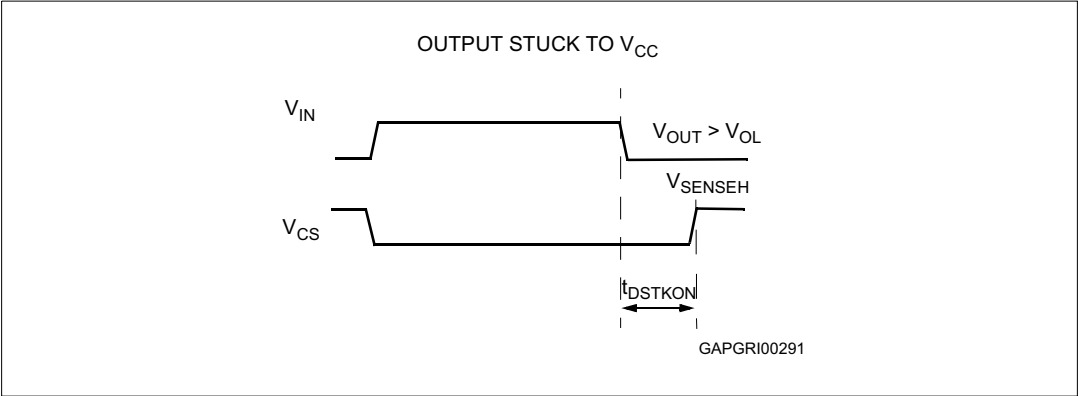 OUTPUT STUCK TO VCC
VIN
VOUT > VOL
VSENSEH
VCS
tDSTKON
GAPGRI00291